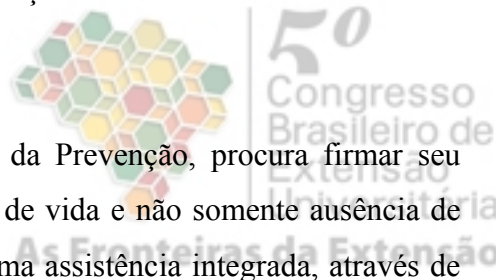 5º
Congresso
Brasileiro de
da Prevenção, procura firmar seu
Extensão
Universitária
de vida e não somente ausência de
As Fronteiras da Extensão
ma assistência integrada, através de